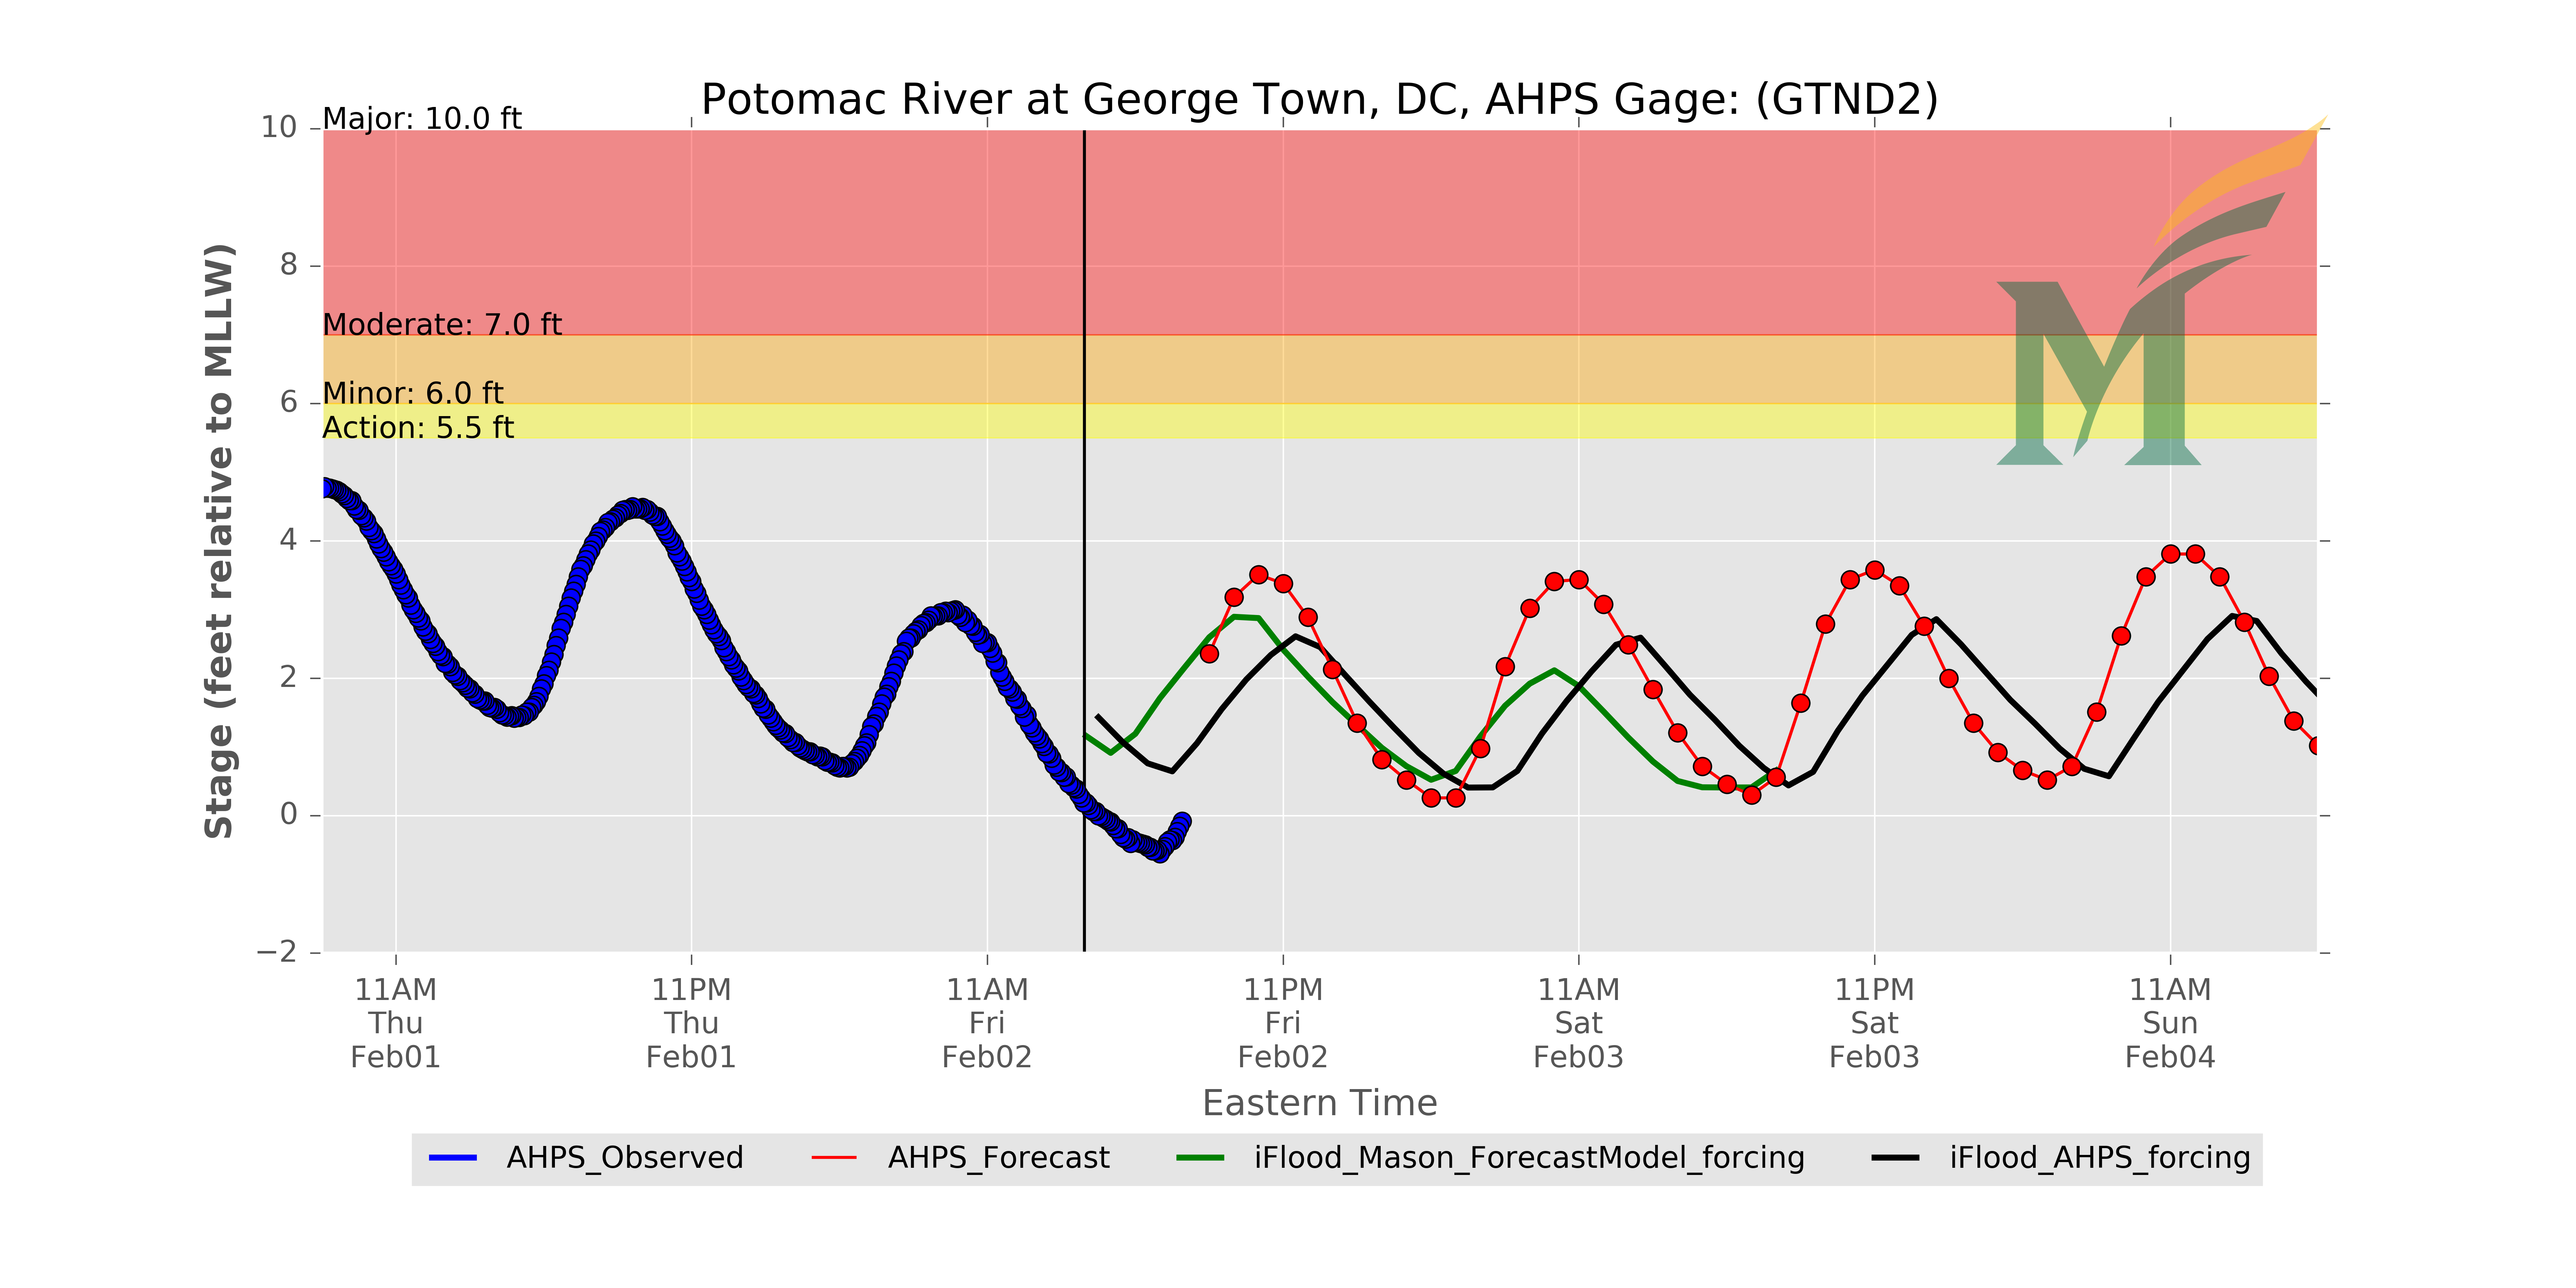 Potomac River at George Town, DC, AHPS Gage: (GTND2)
Major: 10.0 ft
Moderate: 7.0 ft
Minor: 6.0 ft
Action: 5.5 ft
Stage (feet relative to MLLW)
10
8
6
4
2
0
−2
11AM Thu Feb01
11PM Thu Feb01
11AM Fri Feb02
11PM Fri Feb02
11AM Sat Feb03
11PM Sat Feb03
11AM Sun Feb04
Eastern Time
AHPS_Observed
AHPS_Forecast
iFlood_Mason_ForecastModel_forcing
iFlood_AHPS_forcing
M